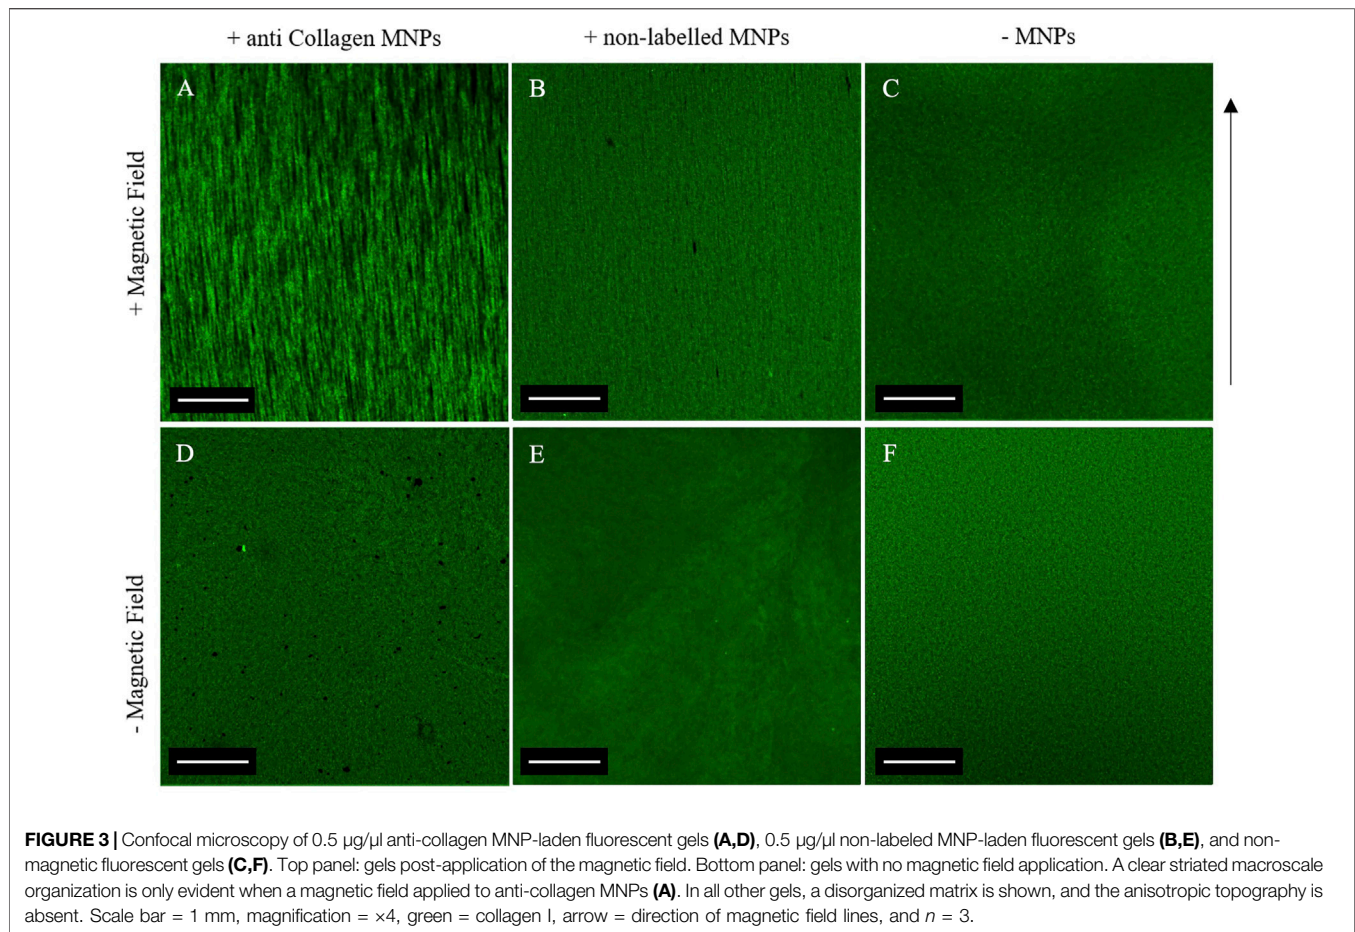 + anti Collagen MNPs
+ non-labelled MNPs
- MNPs
+ Magnetic Field
A
B
C
- Magnetic Field
D
E
F
FIGURE 3 | Confocal microscopy of 0.5 μg/μl anti-collagen MNP-laden fluorescent gels (A,D), 0.5 μg/μl non-labeled MNP-laden fluorescent gels (B,E), and non-
magnetic fluorescent gels (C,F). Top panel: gels post-application of the magnetic field. Bottom panel: gels with no magnetic field application. A clear striated macroscale
organization is only evident when a magnetic field applied to anti-collagen MNPs (A). In all other gels, a disorganized matrix is shown, and the anisotropic topography is
absent. Scale bar = 1 mm, magnification = ×4, green = collagen I, arrow = direction of magnetic field lines, and n = 3.